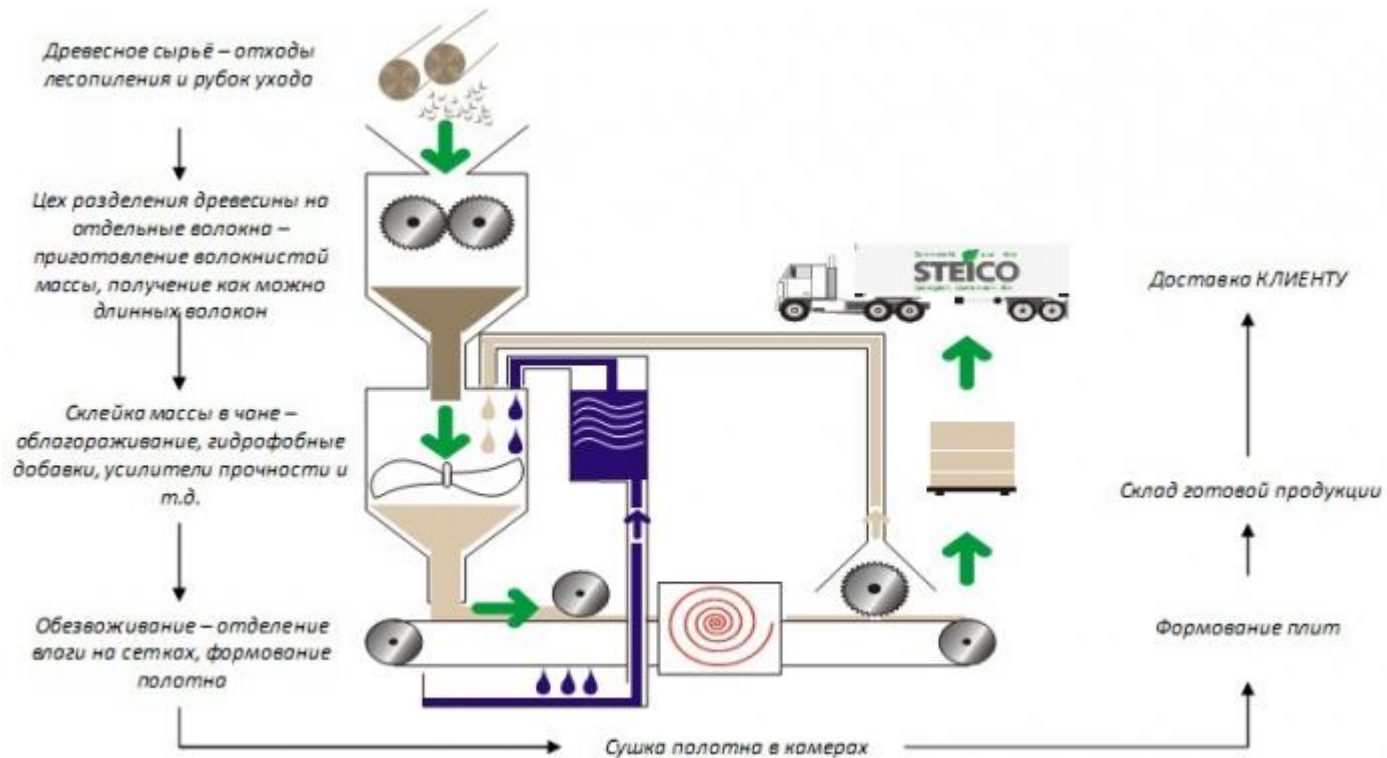 Древесное сырьё – отходы
лесопиления и рубок ухода
Цех разделения древесины на
отдельные волокна –
приготовление волокнистой
массы, получение как можно
длинных волокон
Склейка массы в чане –
облагораживание, гидрофобные
добавки, усилители прочности и
т.д.
Обезвоживание – отделение
влаги на сетках, формование
полотна
Сушка полотна в камерах
Формование плит
Склад готовой продукции
Доставка КЛИЕНТУ
STEICO